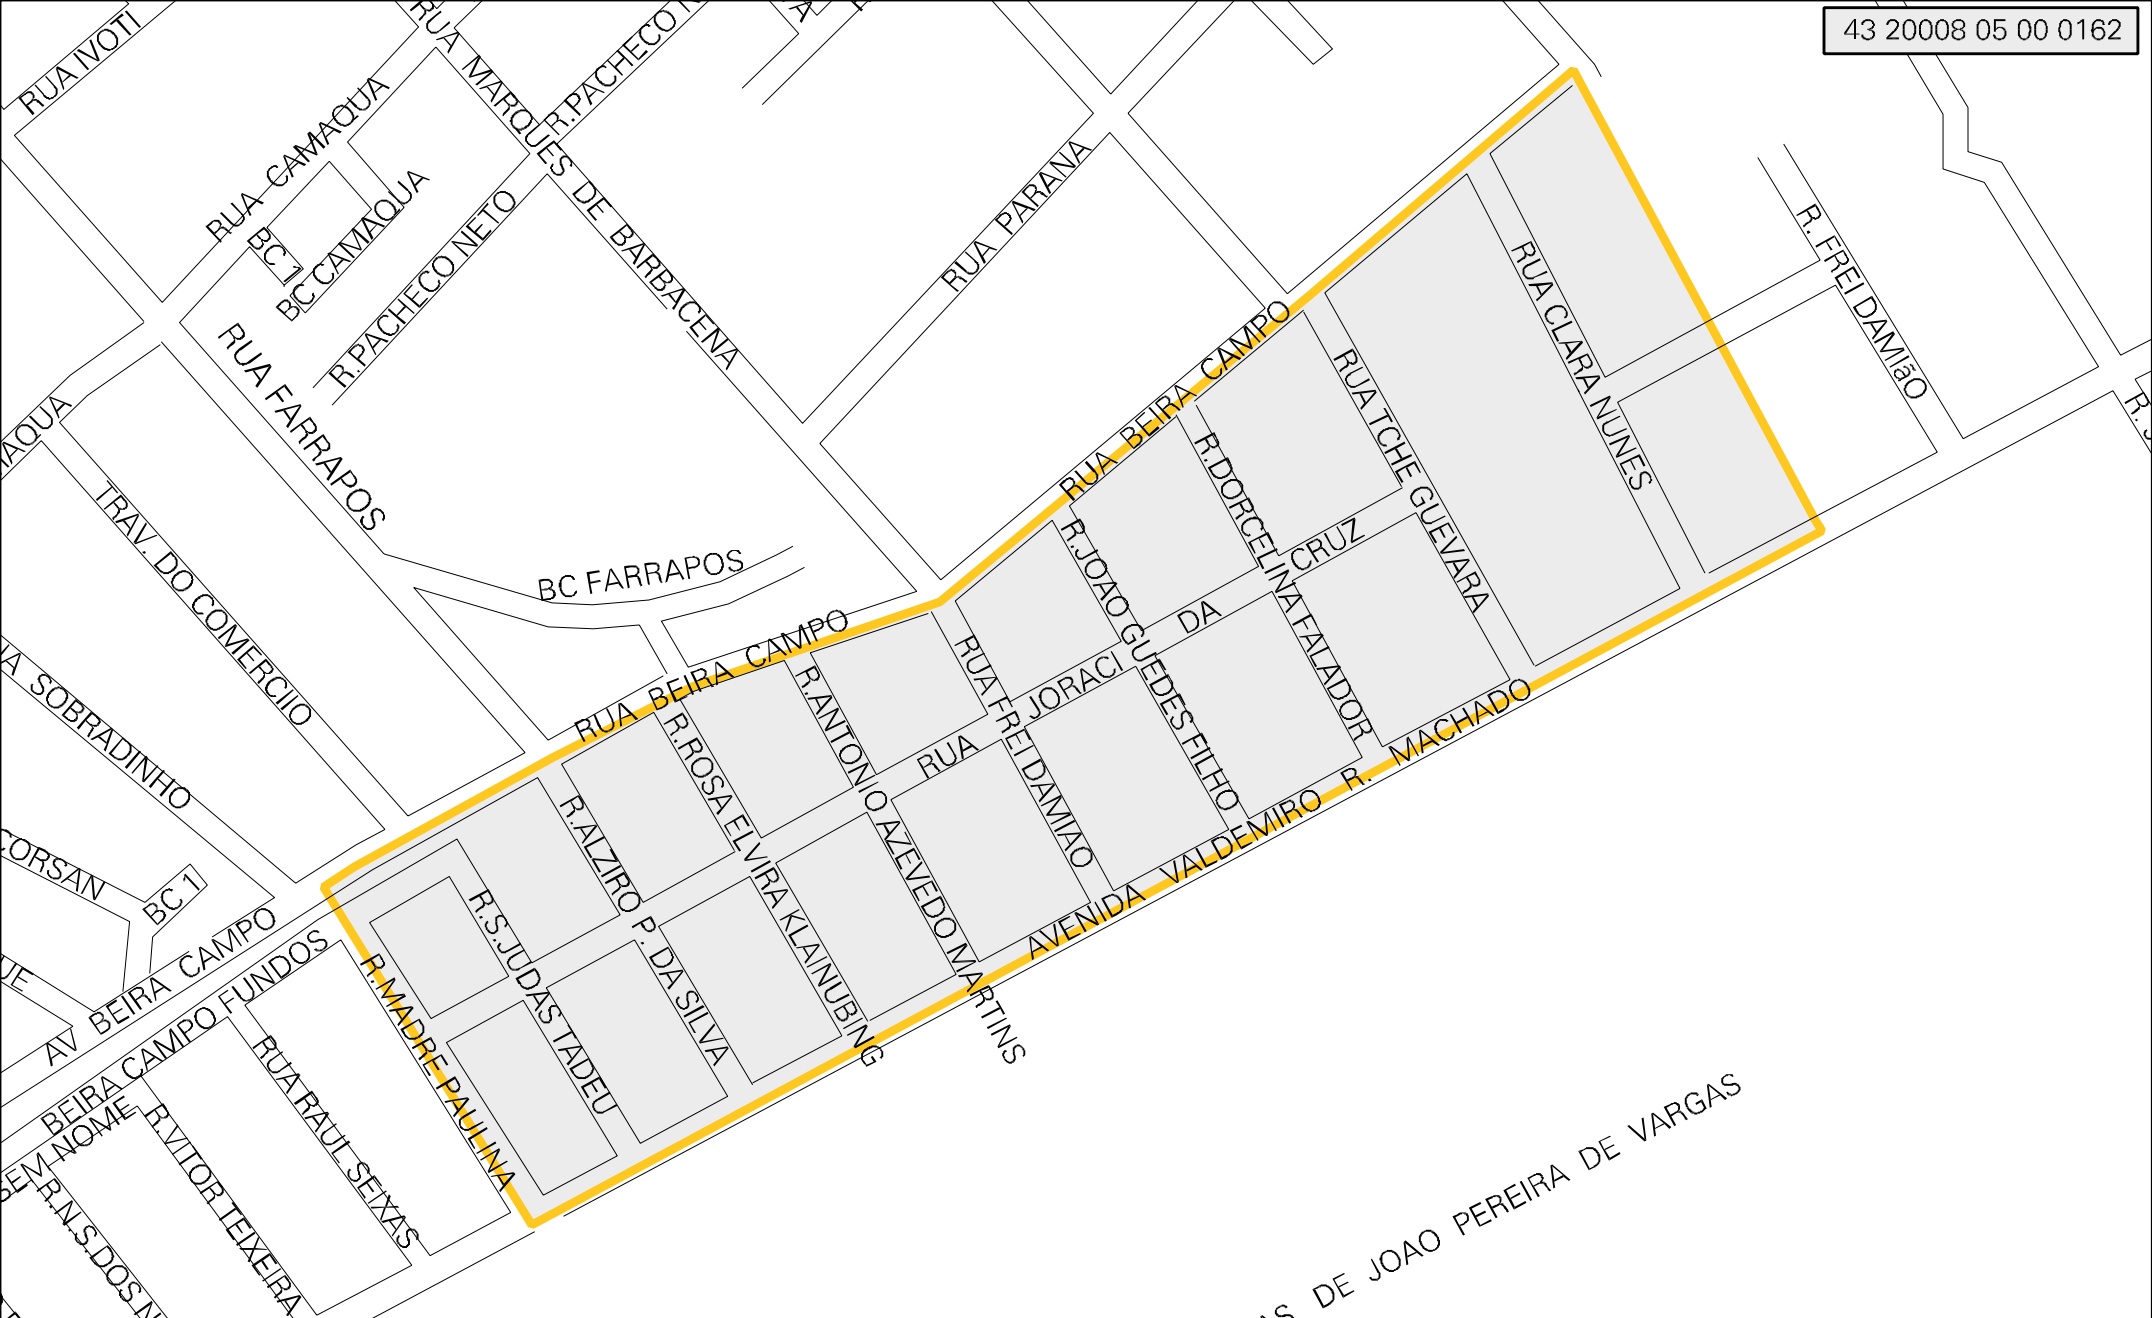 43 20008 05 00 0162
RUA IVOTI
RUA CAMAQUA
RUA MARQUES DE BARBACENA
R.PACHECO
BC 1
BC CAMAQUA
R.PACHECO NETO
RUA PARANA
RUA FARRAPOS
BC FARRAPOS
TRAV. DO COMERCIIO
SOBRADINHO
CORSAN
BC 1
AV BEIRA CAMPO
BEIRA CAMPO FUNDOS
SEM NOME
R.N.S.DOS
R.VITOR TEIXEIRA
RUA RAUL SEIXAS
R.MADRE PAULINA
R.S.JUDAS TADEU
R.ALZIRO P. DA SILVA
R.ROSA ELVIRA KLAINUBING
R.ANTONIO AZEVEDO MARTINS
RUA FREI DAMIAO
R.JOAO GUEDES FILHO
R.DORCELINA FALADOR
RUA TCHE GUEVARA
RUA CLARA NUNES
R. FREI DAMIãO
RUA BEIRA CAMPO
RUA BEIRA CAMPO
RUA JORACI DA CRUZ
AVENIDA VALDEMIRO R. MACHADO
DE JOAO PEREIRA DE VARGAS